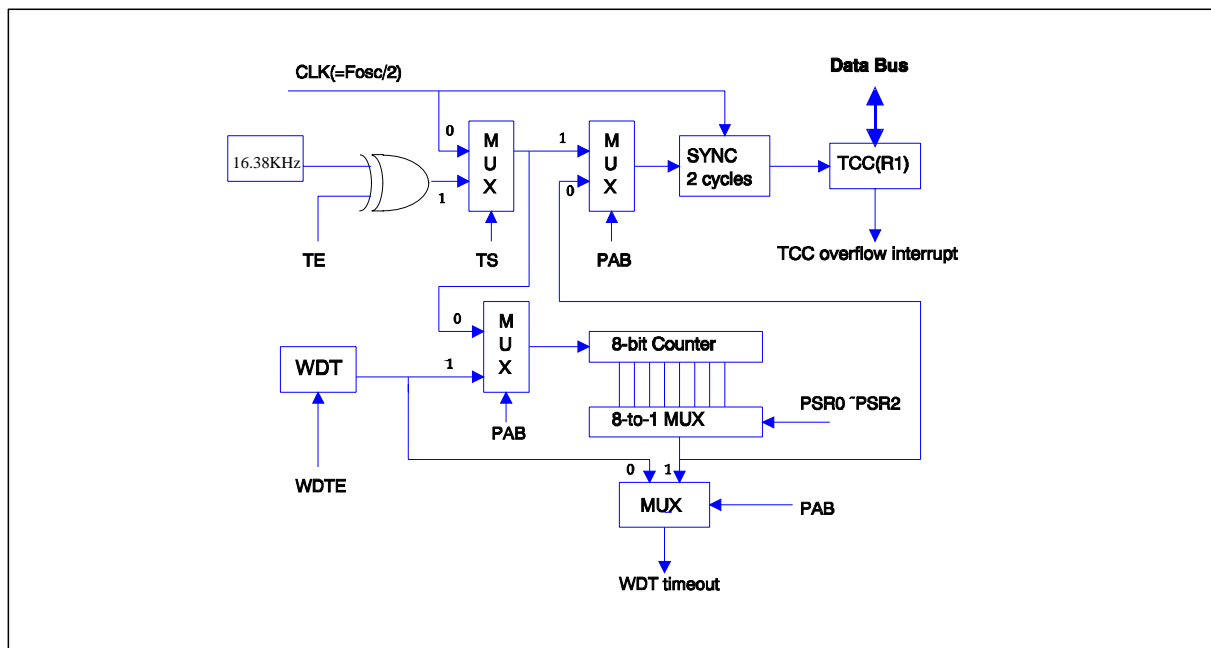 Data Bus
CLK(=Fosc/2)
0
M
U
X
1
M
U
X
16.38KHz
SYNC
2 cycles
TCC(R1)
1
0
TE
TS
PAB
TCC overflow interrupt
0
M
U
X
8-bit Counter
WDT
1
PSR0 ~PSR2
8-to-1 MUX
PAB
0
1
WDTE
MUX
PAB
WDT timeout